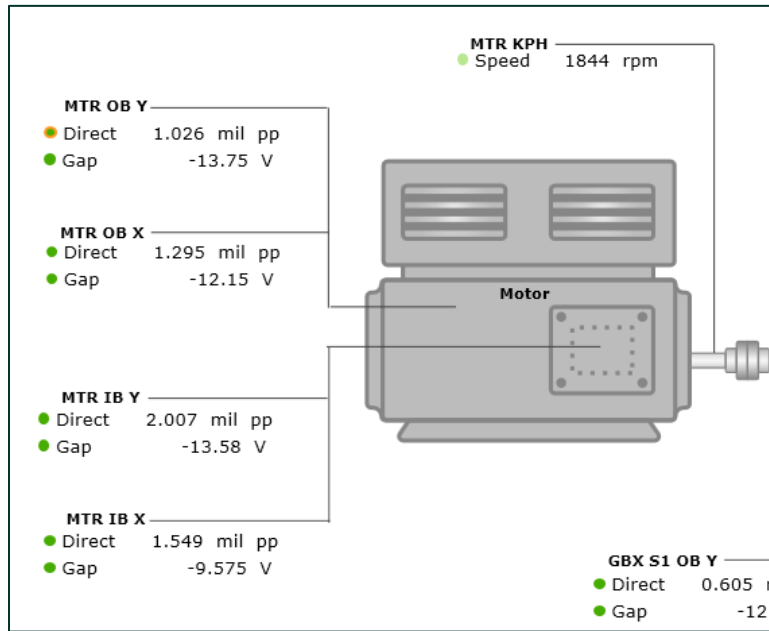 MTR KPH
Speed 1844 rpm
MTR OB Y
Direct 1.026 mil pp
Gap -13.75 V
MTR OB X
Direct 1.295 mil pp
Gap -12.15 V
Motor
MTR IB Y
Direct 2.007 mil pp
Gap -13.58 V
MTR IB X
Direct 1.549 mil pp
Gap -9.575 V
GBX S1 OB Y
Direct 0.605
Gap -12